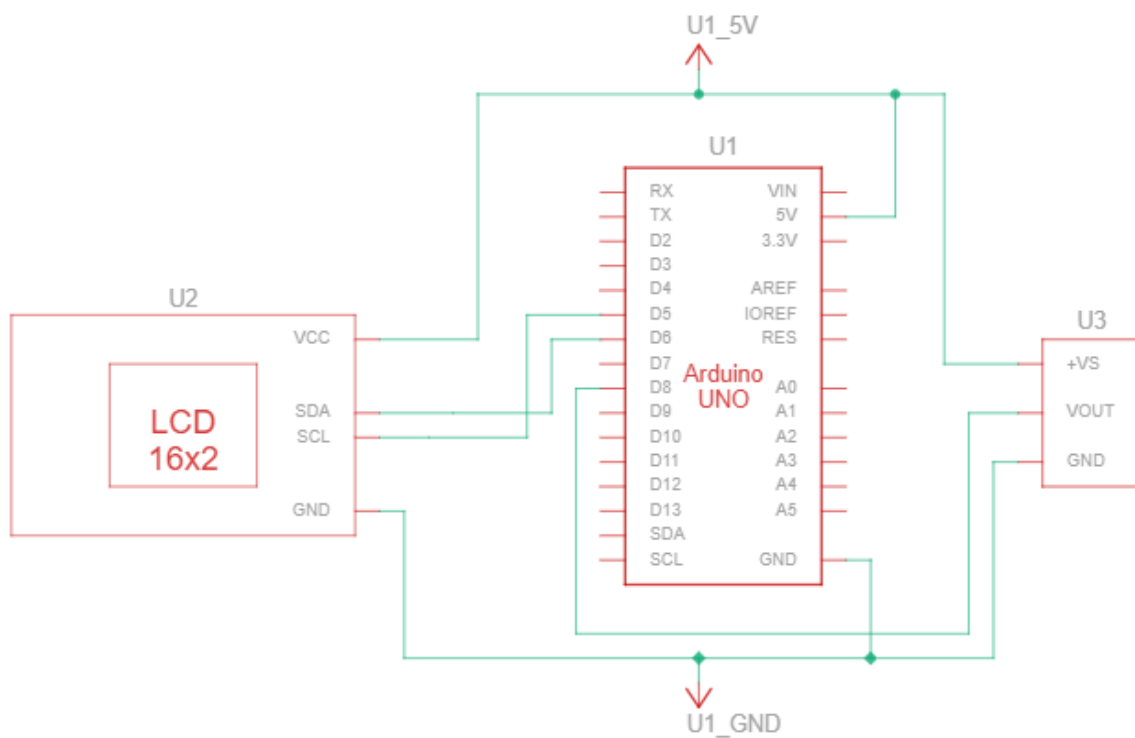 U1_5V
U1
RX
TX
D2
D3
D4
D5
D6
D7
D8
D9
D10
D11
D12
D13
SDA
SCL
VIN
5V
3.3V
AREF
IOREF
RES
A0
A1
A2
A3
A4
A5
GND
Arduino
UNO
U2
VCC
SDA
SCL
GND
LCD
16x2
U3
+VS
VOUT
GND
U1_GND